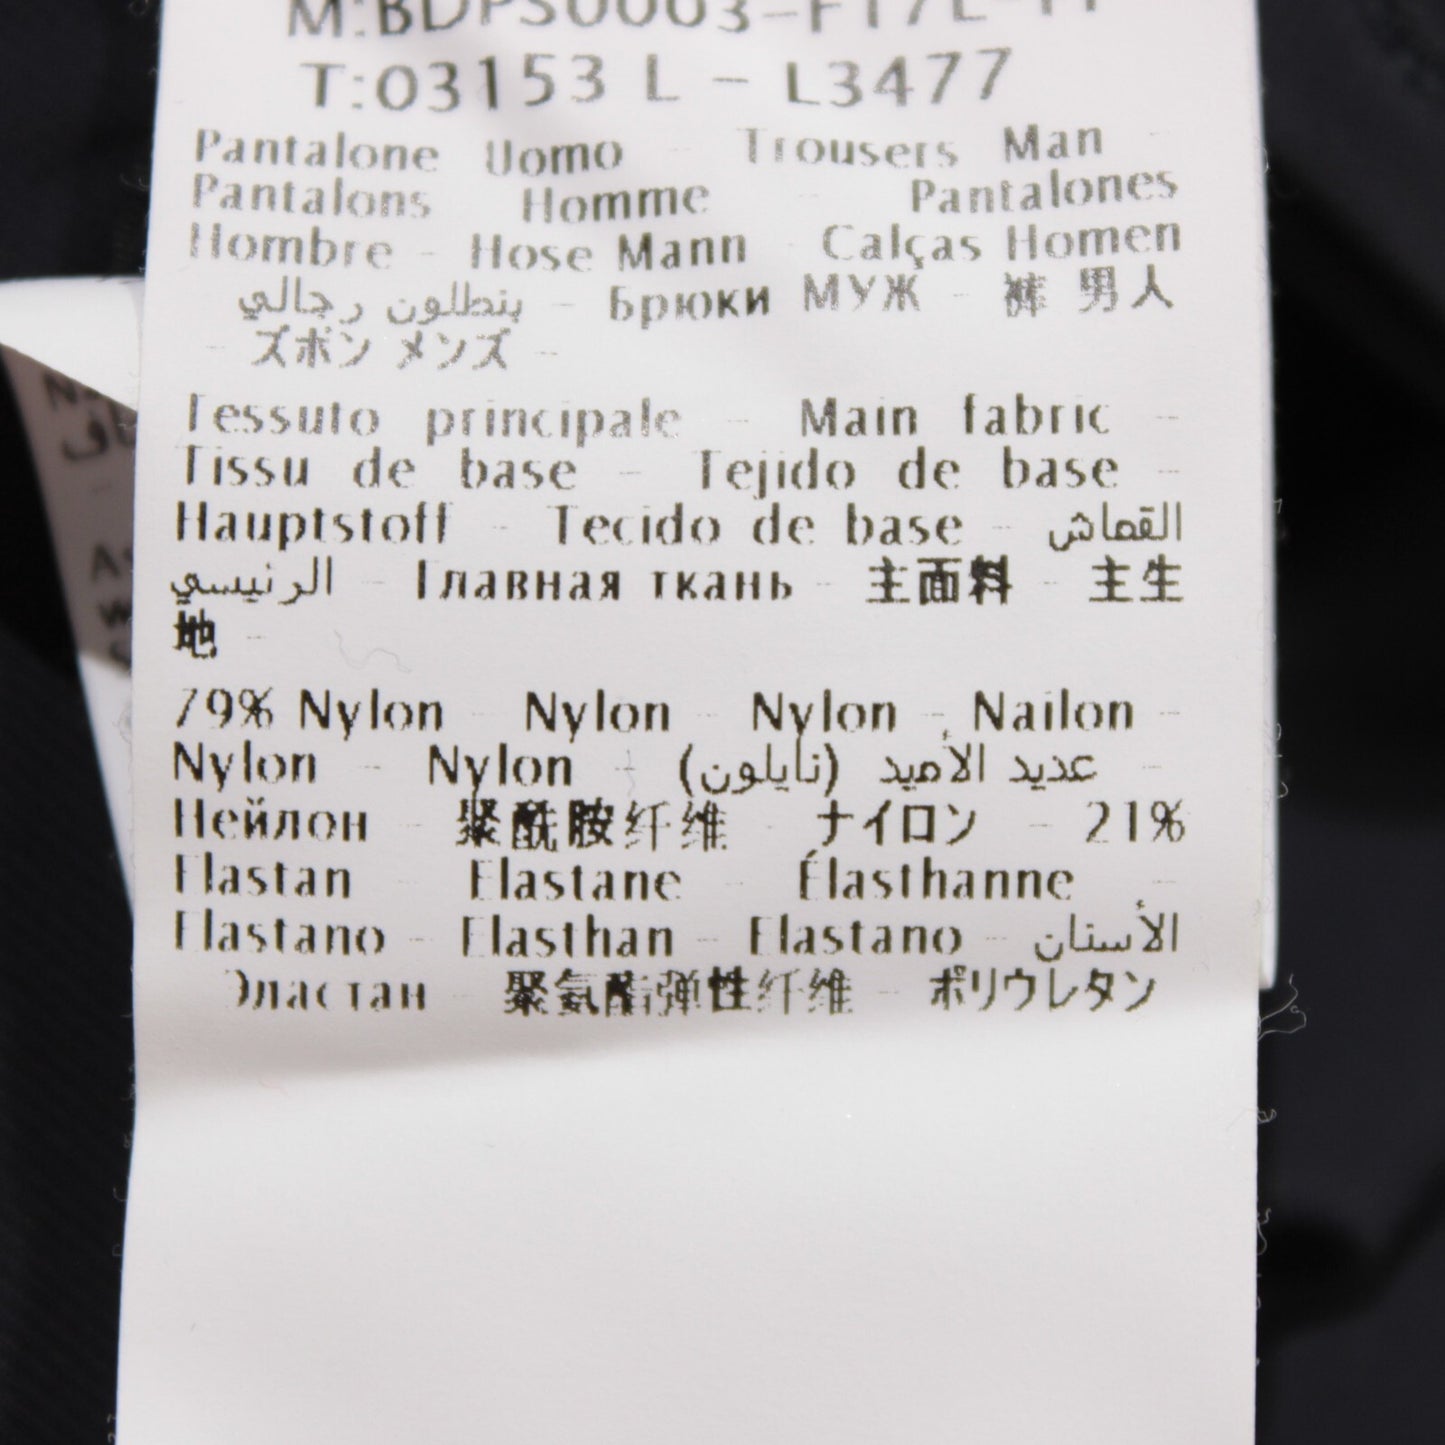 T:03153 L - L3477
Pantalone Uomo - Trousers Man -
Pantalons Homme - Pantalones
Hombre - Hose Mann - Calças Homen
- بنطلون رجالي - Брюки МУЖ - 裤 男人
- ズボン メンズ -
Tessuto principale - Main fabric -
Tissu de base - Tejido de base -
Hauptstoff - Tecido de base - القماش
الرئيسي - Главная ткань - 主面料 - 主生
地 -
79% Nylon - Nylon - Nylon - Nailon -
Nylon - Nylon - عديد الأميد (نايلون) -
Нейлон - 聚酰胺纤维 - ナイロン - 21%
Elastan - Elastane - Élasthanne -
Elastano - Elasthan - Elastano - الأستان
- Эластан - 聚氨酯弹性纤维 - ポリウレタン